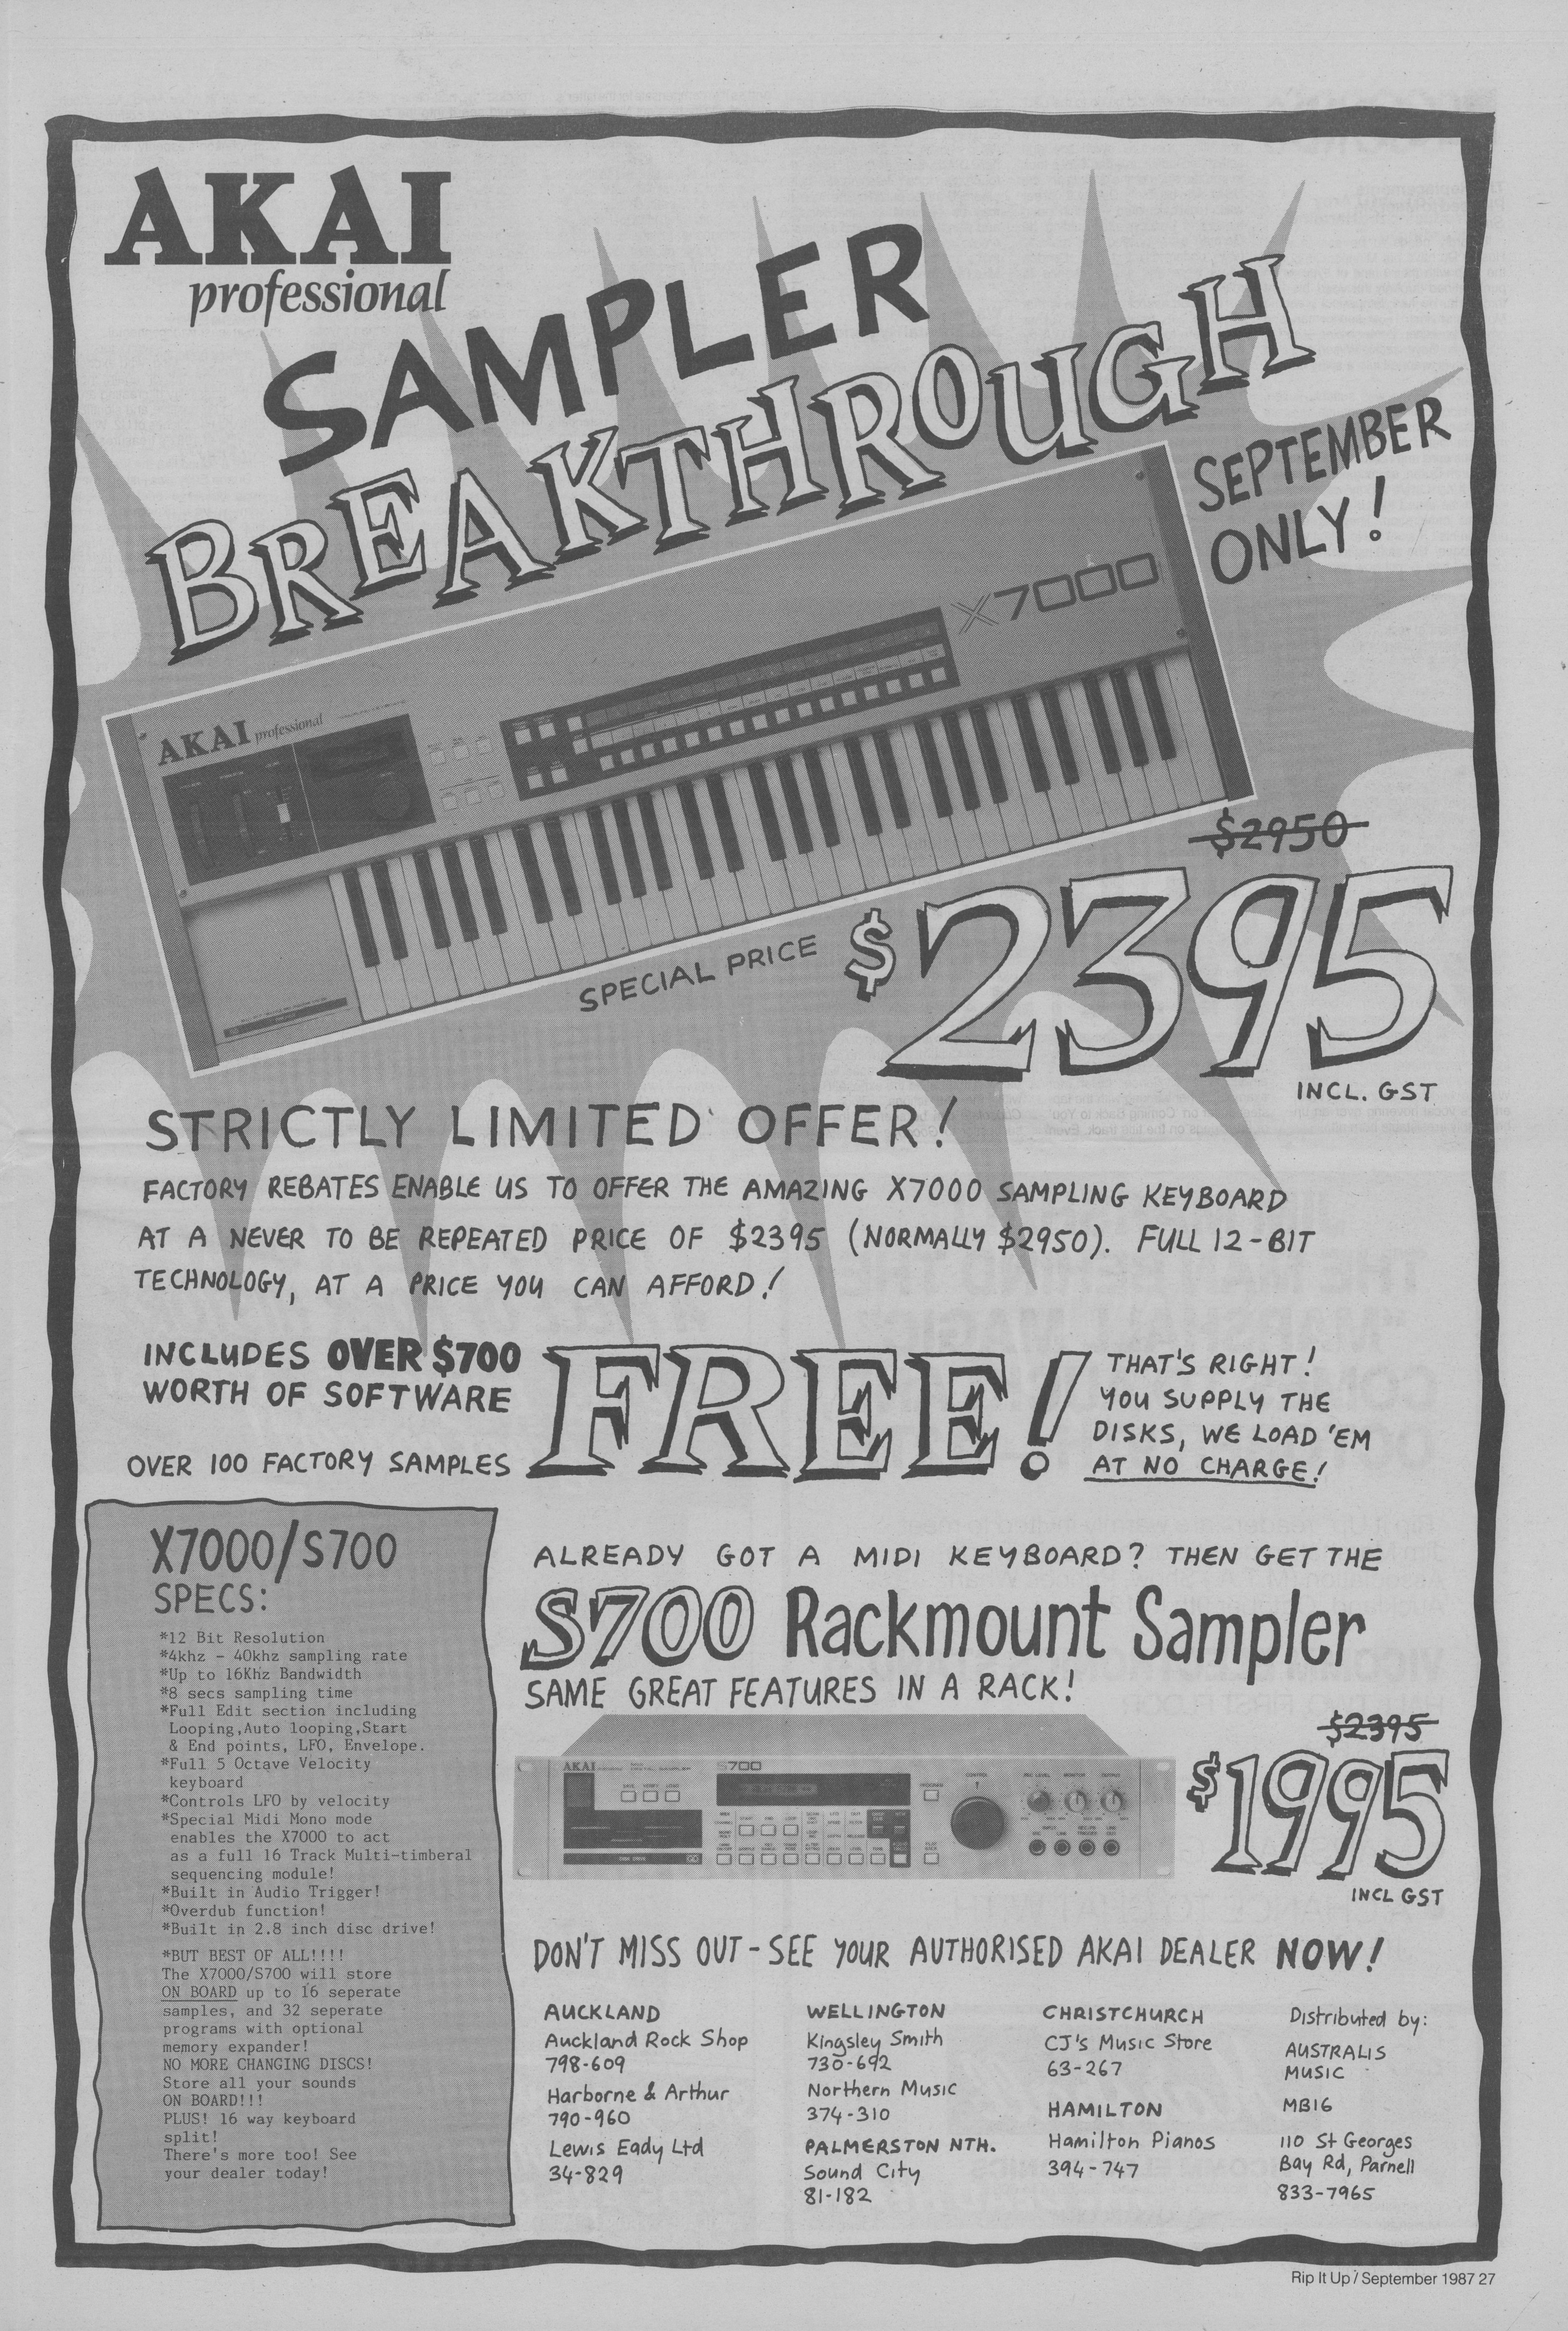 AKAI
professional
SAMPLER
BREAKTHROUGH
SEPTEMBER
ONLY!
X7000
AKAI professional
$2950
SPECIAL PRICE $2395
INCL. GST
STRICTLY LIMITED OFFER!
FACTORY REBATES ENABLE US TO OFFER THE AMAZING X7000 SAMPLING KEYBOARD
AT A NEVER TO BE REPEATED PRICE OF $2395 (NORMALLY $2950). FULL 12-BIT
TECHNOLOGY, AT A PRICE YOU CAN AFFORD!
INCLUDES OVER $700
WORTH OF SOFTWARE
OVER 100 FACTORY SAMPLES
FREE!
THAT'S RIGHT!
YOU SUPPLY THE
DISKS, WE LOAD 'EM
AT NO CHARGE!
X7000/S700
SPECS:
*12 Bit Resolution
*4khz - 40khz sampling rate
*Up to 16Khz Bandwidth
*8 secs sampling time
*Full Edit section including
Looping,Auto looping,Start
& End points, LFO, Envelope.
*Full 5 Octave Velocity
keyboard
*Controls LFO by velocity
*Special Midi Mono mode
enables the X7000 to act
as a full 16 Track Multi-timberal
sequencing module!
*Built in Audio Trigger!
*Overdub function!
*Built in 2.8 inch disc drive!
*BUT BEST OF ALL!!!!
The X7000/S700 will store
ON BOARD up to 16 seperate
samples, and 32 seperate
programs with optional
memory expander!
NO MORE CHANGING DISCS!
Store all your sounds
ON BOARD!!!
PLUS! 16 way keyboard
split!
There's more too! See
your dealer today!
ALREADY GOT A MIDI KEYBOARD? THEN GET THE
S700 Rackmount Sampler
SAME GREAT FEATURES IN A RACK!
AKAI
S700
$2395
$1995
INCL GST
DON'T MISS OUT - SEE YOUR AUTHORISED AKAI DEALER NOW!
AUCKLAND
Auckland Rock Shop
798-609
Harborne & Arthur
790-960
Lewis Eady Ltd
34-829
WELLINGTON
Kingsley Smith
730-692
Northern Music
374-310
PALMERSTON NTH.
Sound City
81-182
CHRISTCHURCH
CJ's Music Store
63-267
HAMILTON
Hamilton Pianos
394-747
Distributed by:
AUSTRALIS
MUSIC
MB16
110 St Georges
Bay Rd, Parnell
833-7965
Rip It Up / September 1987 27